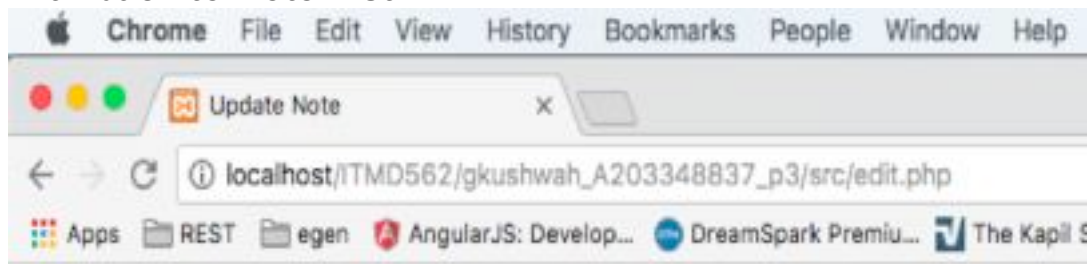 Chrome File Edit View History Bookmarks People Window Help
Update Note
localhost/ITMD562/gkushwah_A203348837_p3/src/edit.php
Apps REST egen AngularJS: Develop... DreamSpark Premiu... The Kapil S